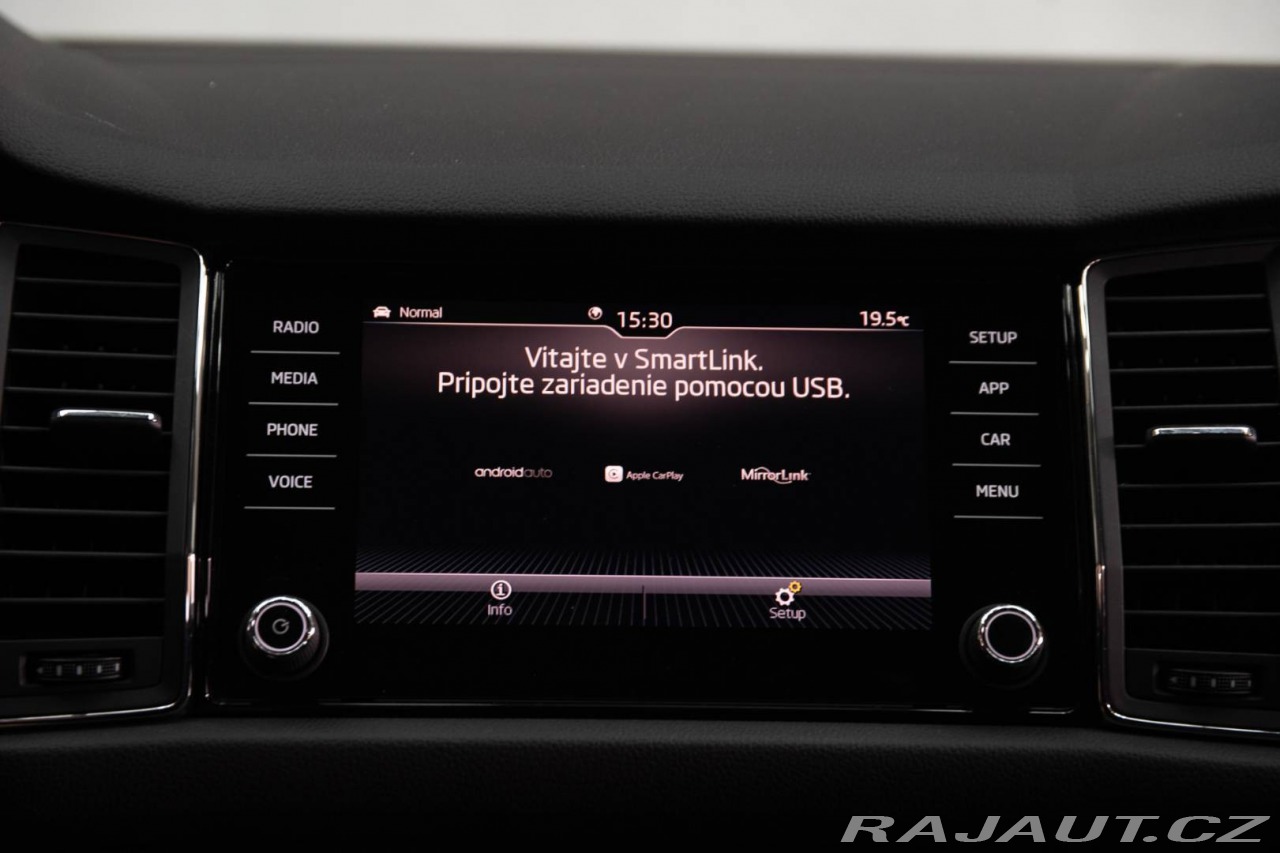 Normal 15:30 19.5°C
Vitajte v SmartLink.
Pripojte zariadenie pomocou USB.
androidauto Apple CarPlay MirrorLink
Info Setup
RADIO
MEDIA
PHONE
VOICE
SETUP
APP
CAR
MENU
RAJAUT.CZ